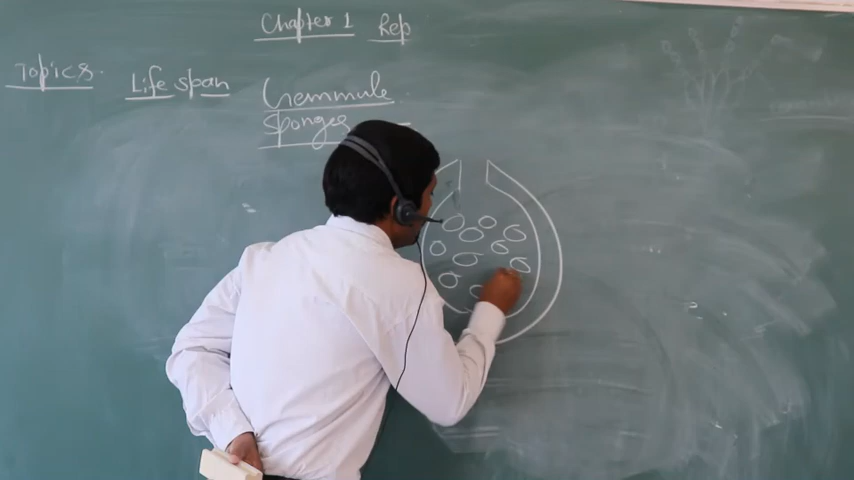 Chapter 1 Rep
Topics.
Life span
Gemmule
Sponges